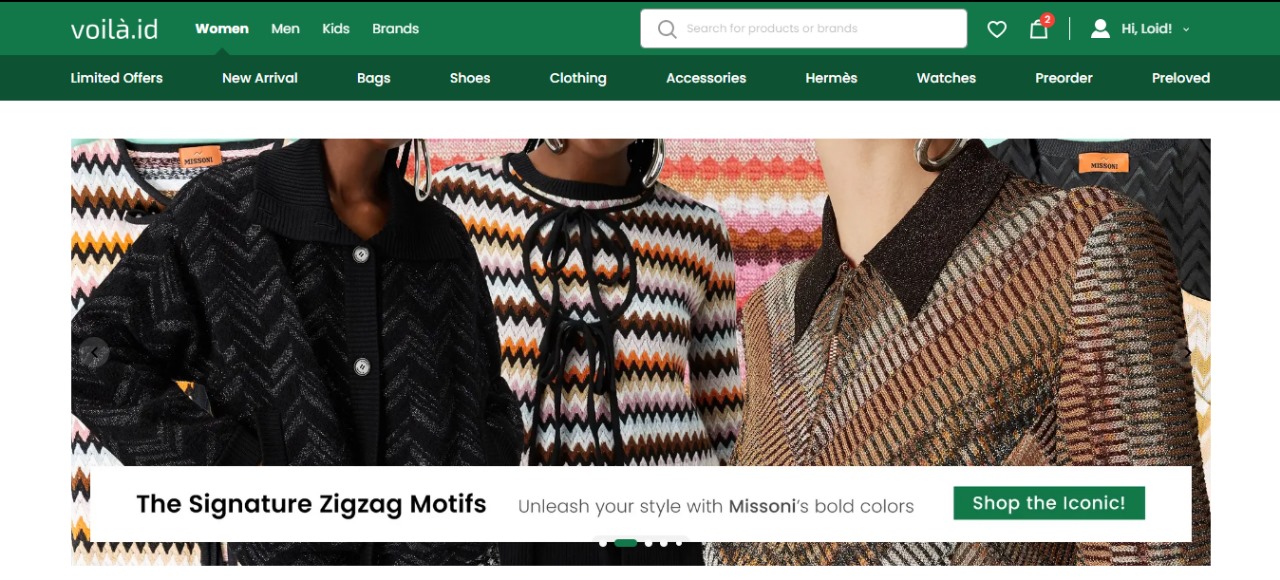 voilà.id Women Men Kids Brands Search for products or brands 2 Hi, Loid!
Limited Offers New Arrival Bags Shoes Clothing Accessories Hermès Watches Preorder Preloved
MISSONI
MISSONI
The Signature Zigzag Motifs Unleash your style with Missoni's bold colors Shop the Iconic!